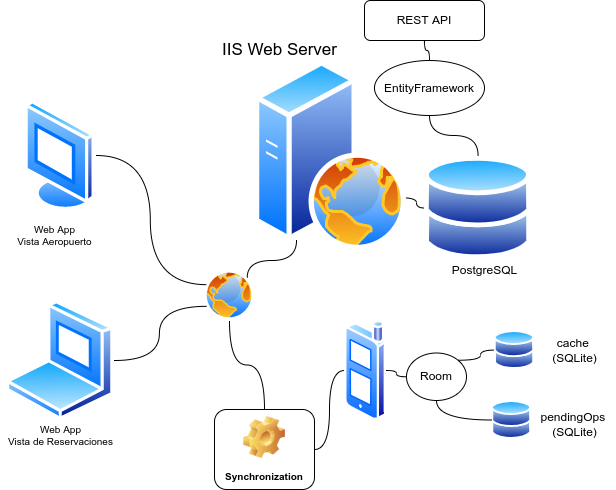 REST API
IIS Web Server
EntityFramework
Web App
Vista Aeropuerto
PostgreSQL
cache
(SQLite)
Room
pendingOps
(SQLite)
Web App
Vista de Reservaciones
Synchronization